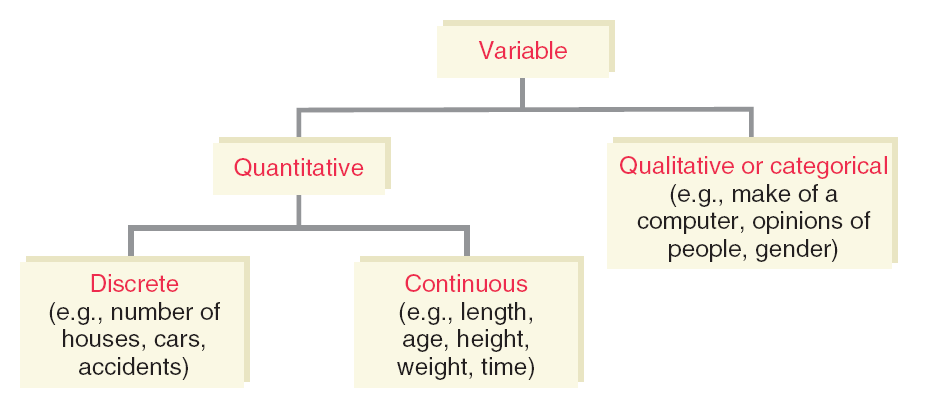 Variable
Quantitative
Qualitative or categorical
(e.g., make of a
computer, opinions of
people, gender)
Discrete
(e.g., number of
houses, cars,
accidents)
Continuous
(e.g., length,
age, height,
weight, time)